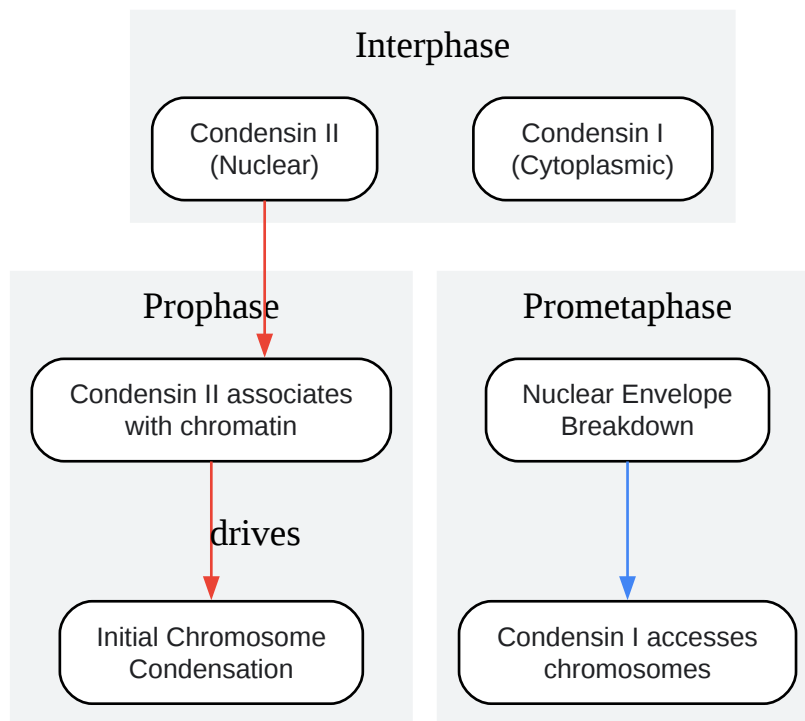 Interphase
Condensin II
(Nuclear)
Condensin I
(Cytoplasmic)
Prophase
Condensin II associates
with chromatin
drives
Initial Chromosome
Condensation
Prometaphase
Nuclear Envelope
Breakdown
Condensin I accesses
chromosomes